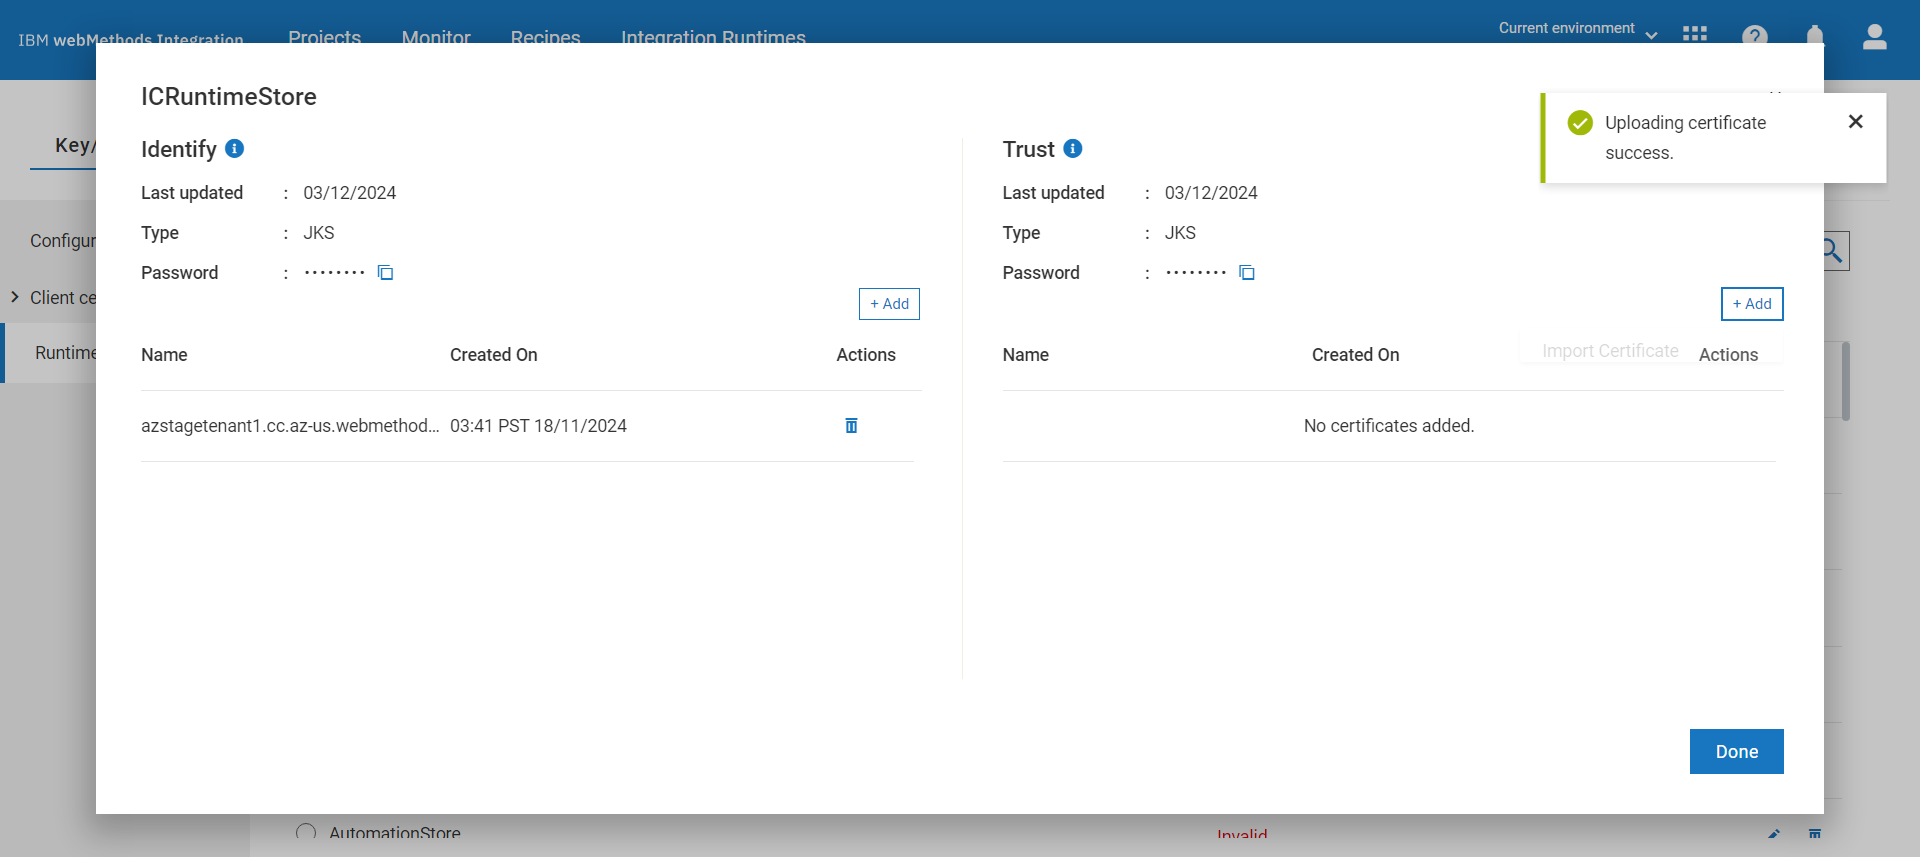 IBM webMethods Integration Projects Monitor Recipes Integration Runtimes Current environment
ICRuntimeStore
Uploading certificate
success.
Key/
Configur
Client ce
Runtime
Identify
Last updated : 03/12/2024
Type : JKS
Password : ••••••••
+ Add
Name Created On Actions
azstagetenant1.cc.az-us.webmethod... 03:41 PST 18/11/2024
Trust
Last updated : 03/12/2024
Type : JKS
Password : ••••••••
+ Add
Import Certificate
Name Created On Actions
No certificates added.
Done
AutomationStore Invalid